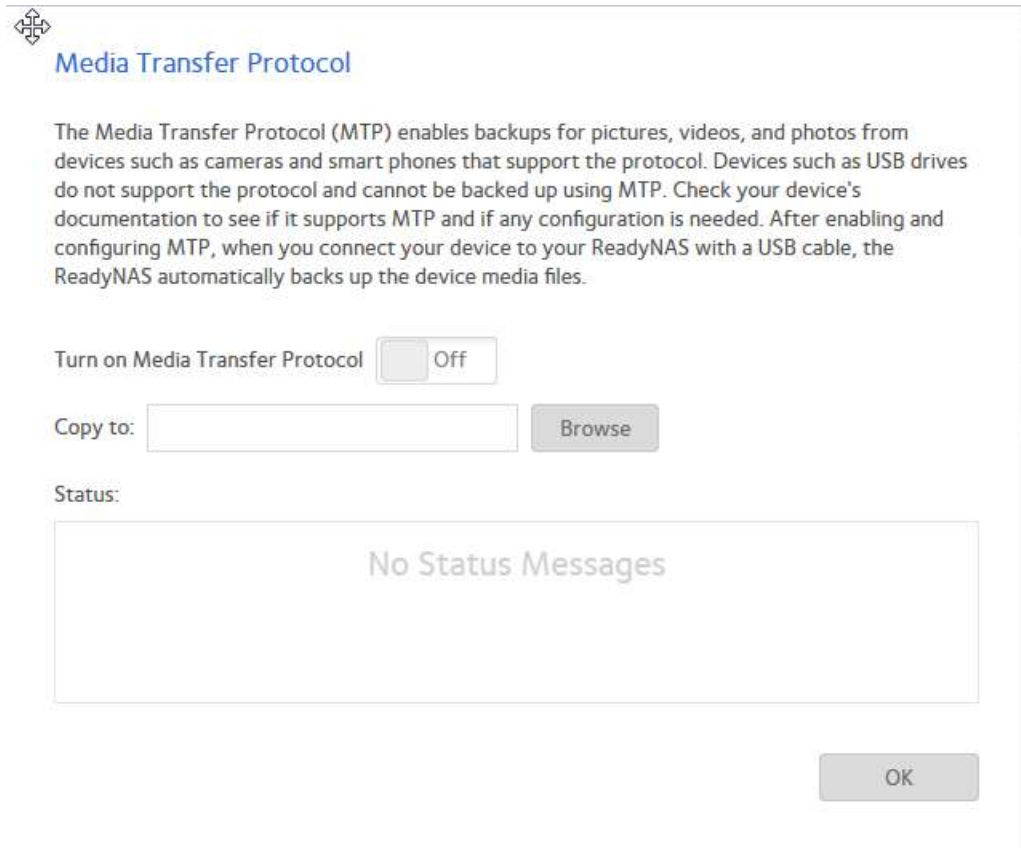 Media Transfer Protocol
The Media Transfer Protocol (MTP) enables backups for pictures, videos, and photos from
devices such as cameras and smart phones that support the protocol. Devices such as USB drives
do not support the protocol and cannot be backed up using MTP. Check your device's
documentation to see if it supports MTP and if any configuration is needed. After enabling and
configuring MTP, when you connect your device to your ReadyNAS with a USB cable, the
ReadyNAS automatically backs up the device media files.
Turn on Media Transfer Protocol Off
Copy to: Browse
Status:
No Status Messages
OK